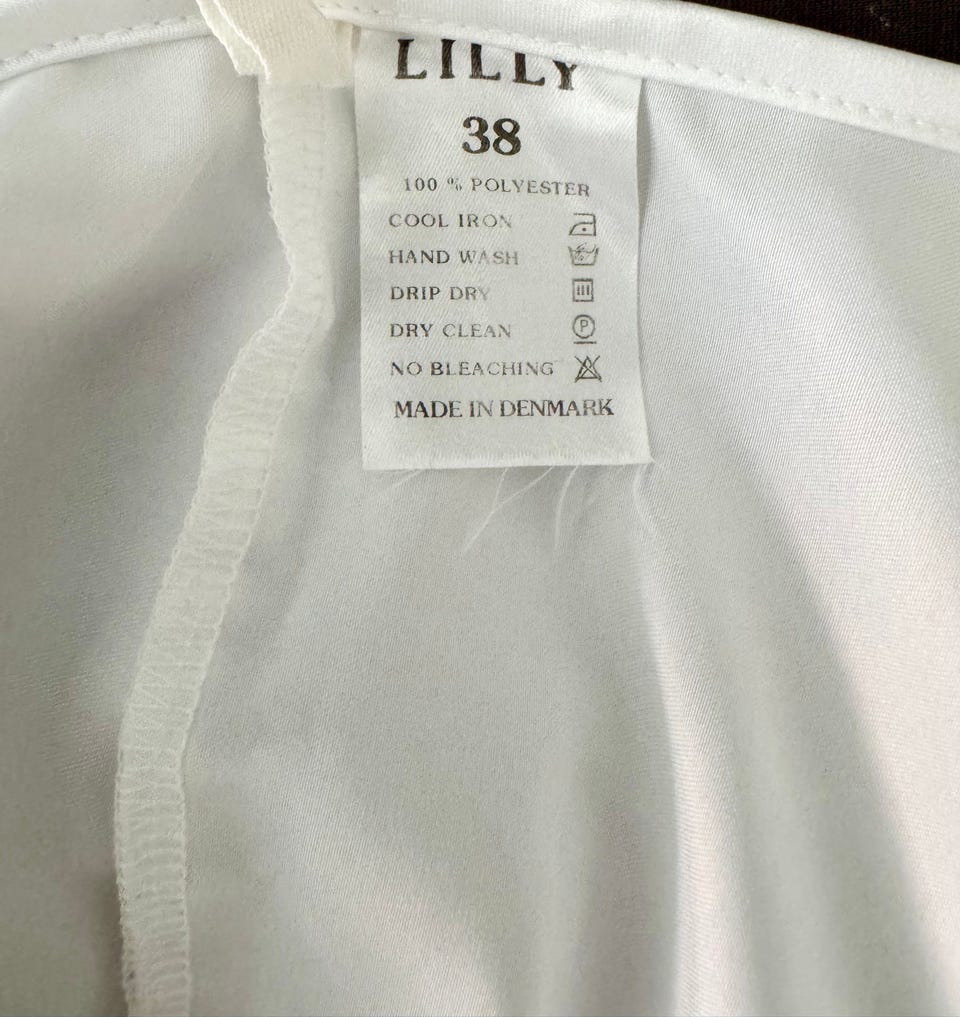 LILLY
38
100 % POLYESTER
COOL IRON
HAND WASH
DRIP DRY
DRY CLEAN P
NO BLEACHING
MADE IN DENMARK